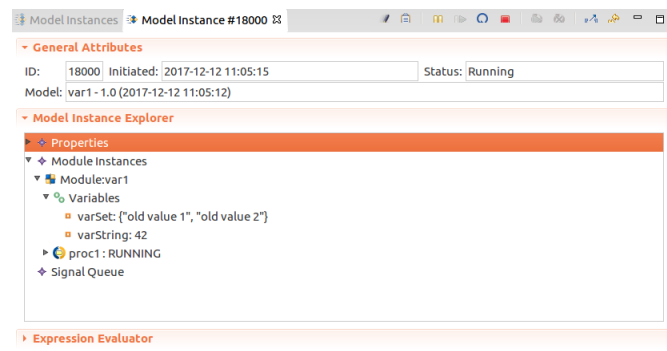 Model Instances Model Instance #18000
General Attributes
ID: 18000 Initiated: 2017-12-12 11:05:15 Status: Running
Model: var1 - 1.0 (2017-12-12 11:05:12)
Model Instance Explorer
Properties
Module Instances
Module:var1
Variables
varSet: {"old value 1", "old value 2"}
varString: 42
proc1 : RUNNING
Signal Queue
Expression Evaluator